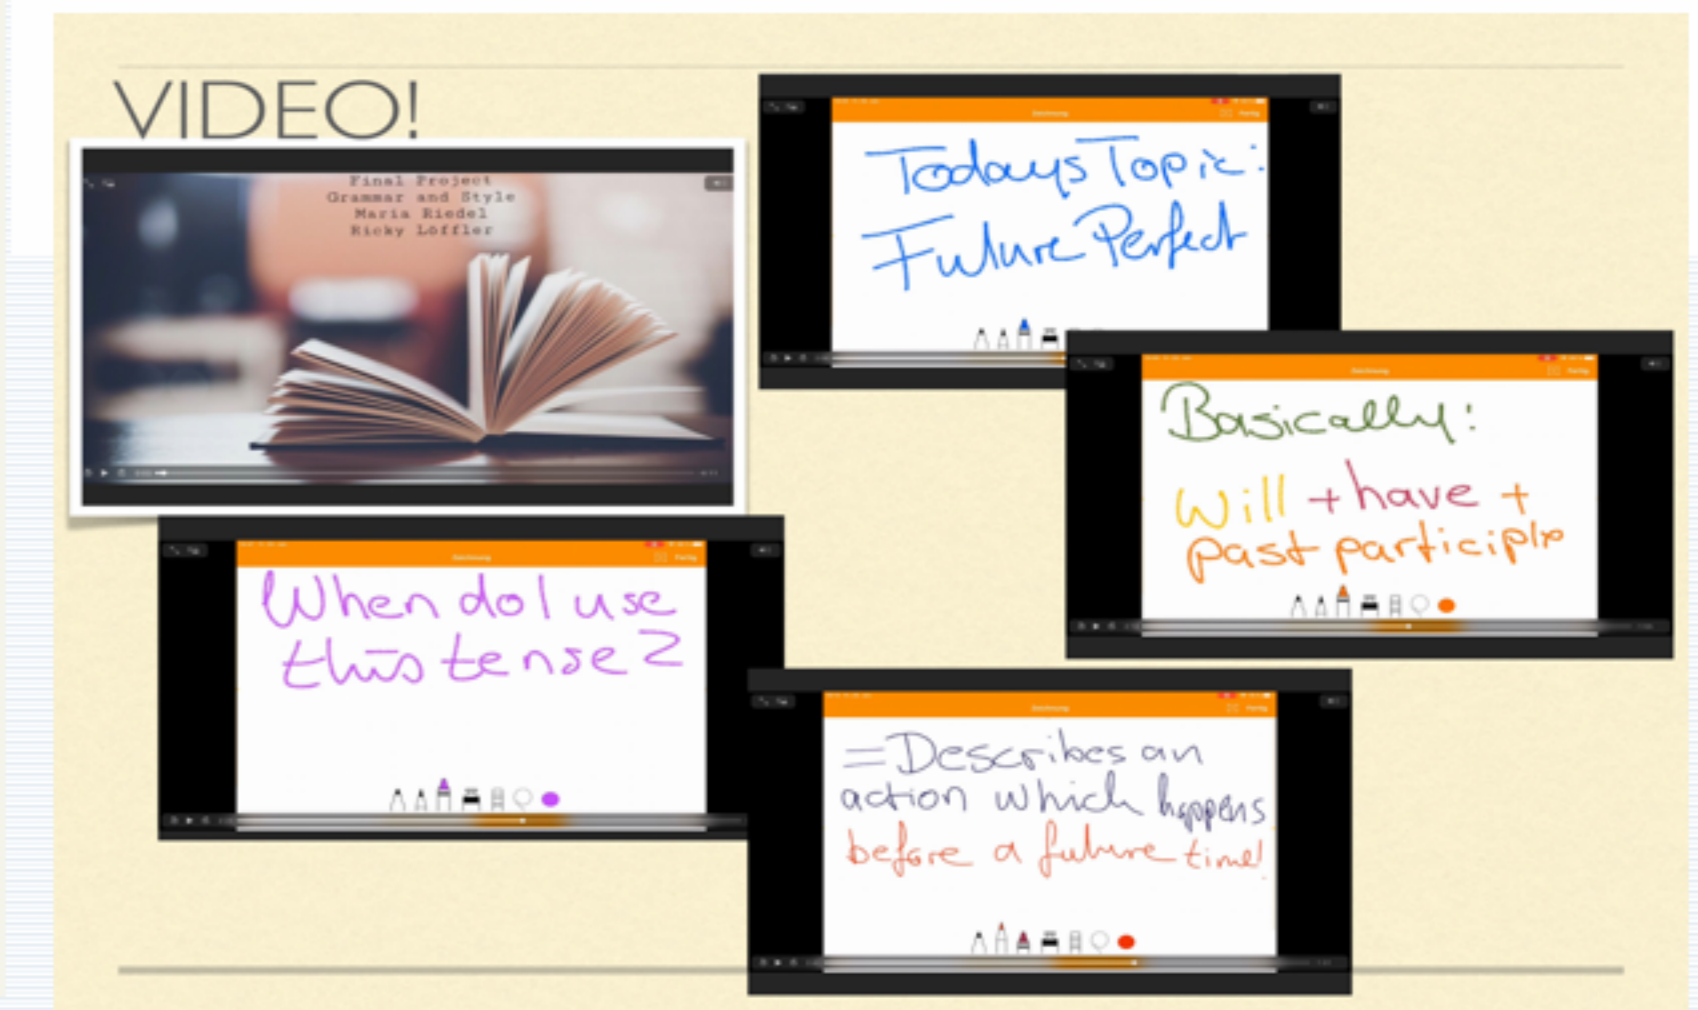 VIDEO!
Final Project
Grammar and Style
Maria Riedel
Ricky Loffler
Todays Topic:
Future Perfect
Basically:
Will + have +
past participle
When do I use
this tense?
= Describes an
action which happens
before a future time!